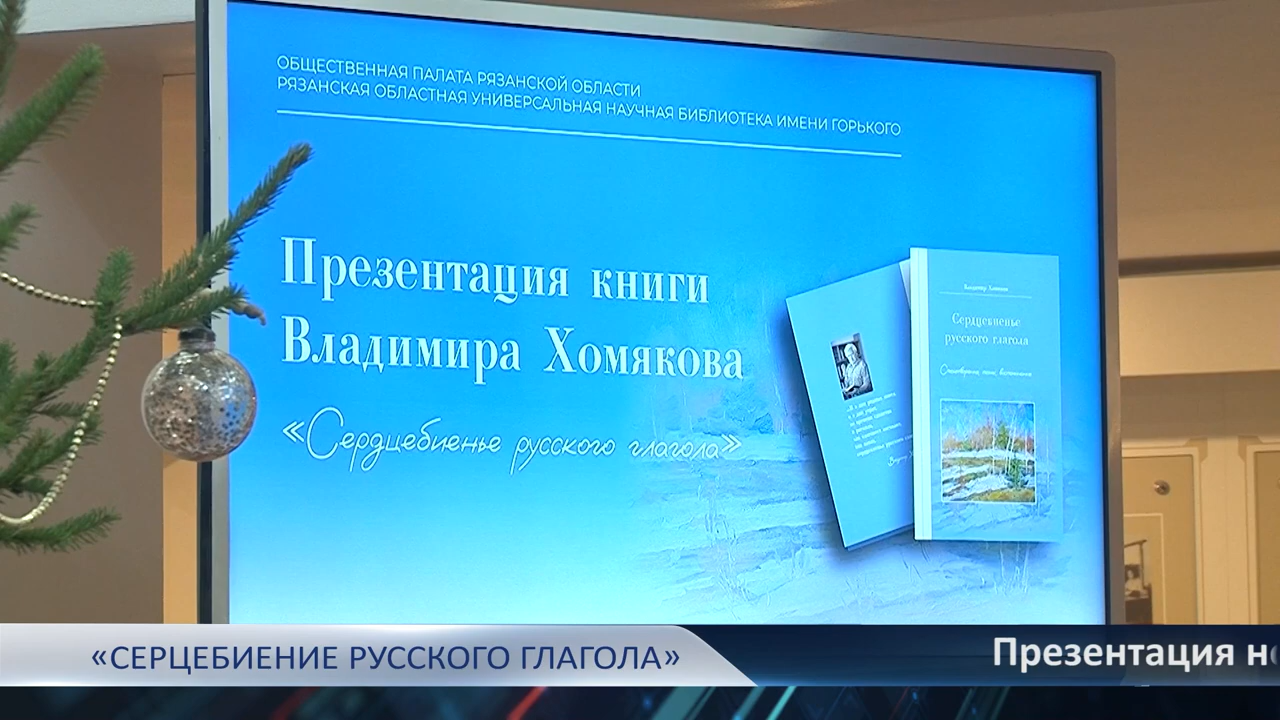 ОБЩЕСТВЕННАЯ ПАЛАТА РЯЗАНСКОЙ ОБЛАСТИ
РЯЗАНСКАЯ ОБЛАСТНАЯ УНИВЕРСАЛЬНАЯ НАУЧНАЯ БИБЛИОТЕКА ИМЕНИ ГОРЬКОГО
Презентация книги
Владимира Хомякова
«Сердцебиенье русского глагола»
Владимир Хомяков
Сердцебиенье
русского глагола
«СЕРЦЕБИЕНИЕ РУССКОГО ГЛАГОЛА»
Презентация